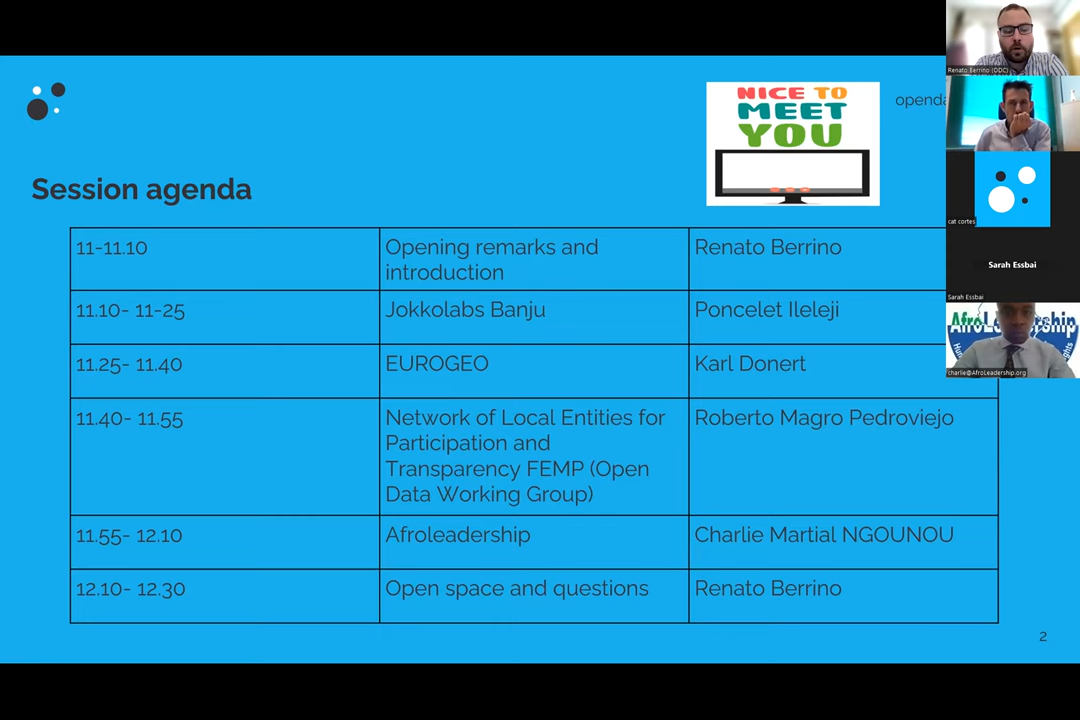 NICE TO
MEET
YOU
openda
Session agenda
11-11.10
Opening remarks and
introduction
Renato Berrino
11.10- 11-25
Jokkolabs Banju
Poncelet Ileleji
11.25- 11.40
EUROGEO
Karl Donert
11.40- 11.55
Network of Local Entities for
Participation and
Transparency FEMP (Open
Data Working Group)
Roberto Magro Pedroviejo
11.55- 12.10
Afroleadership
Charlie Martial NGOUNOU
12.10- 12.30
Open space and questions
Renato Berrino
2
Renato Berrino (ODC)
cat cortes
Sarah Essbai
Sarah Essbai
charlie@AfroLeadership.org